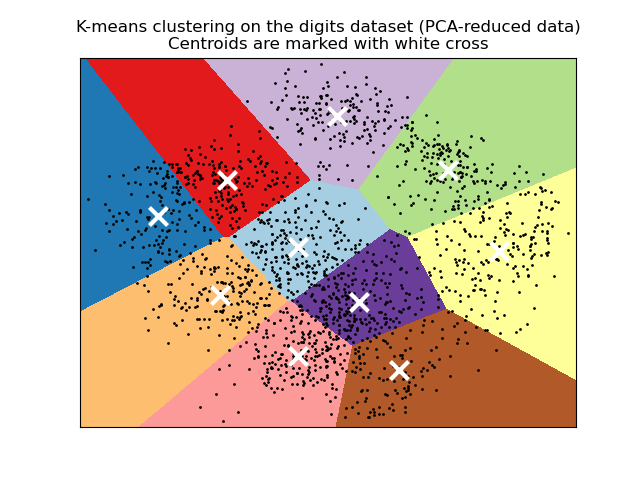 K-means clustering on the digits dataset (PCA-reduced data)
Centroids are marked with white cross